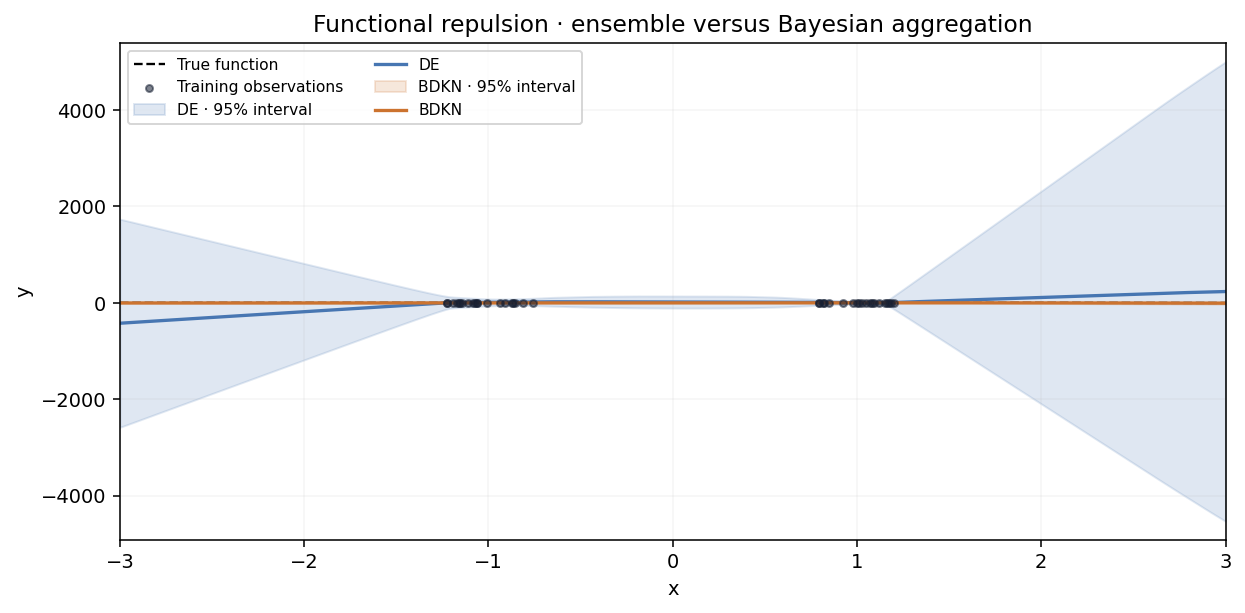 Functional repulsion · ensemble versus Bayesian aggregation
True function
Training observations
DE · 95% interval
DE
BDKN · 95% interval
BDKN
y
4000
2000
0
−2000
−4000
−3
−2
−1
0
1
2
3
x